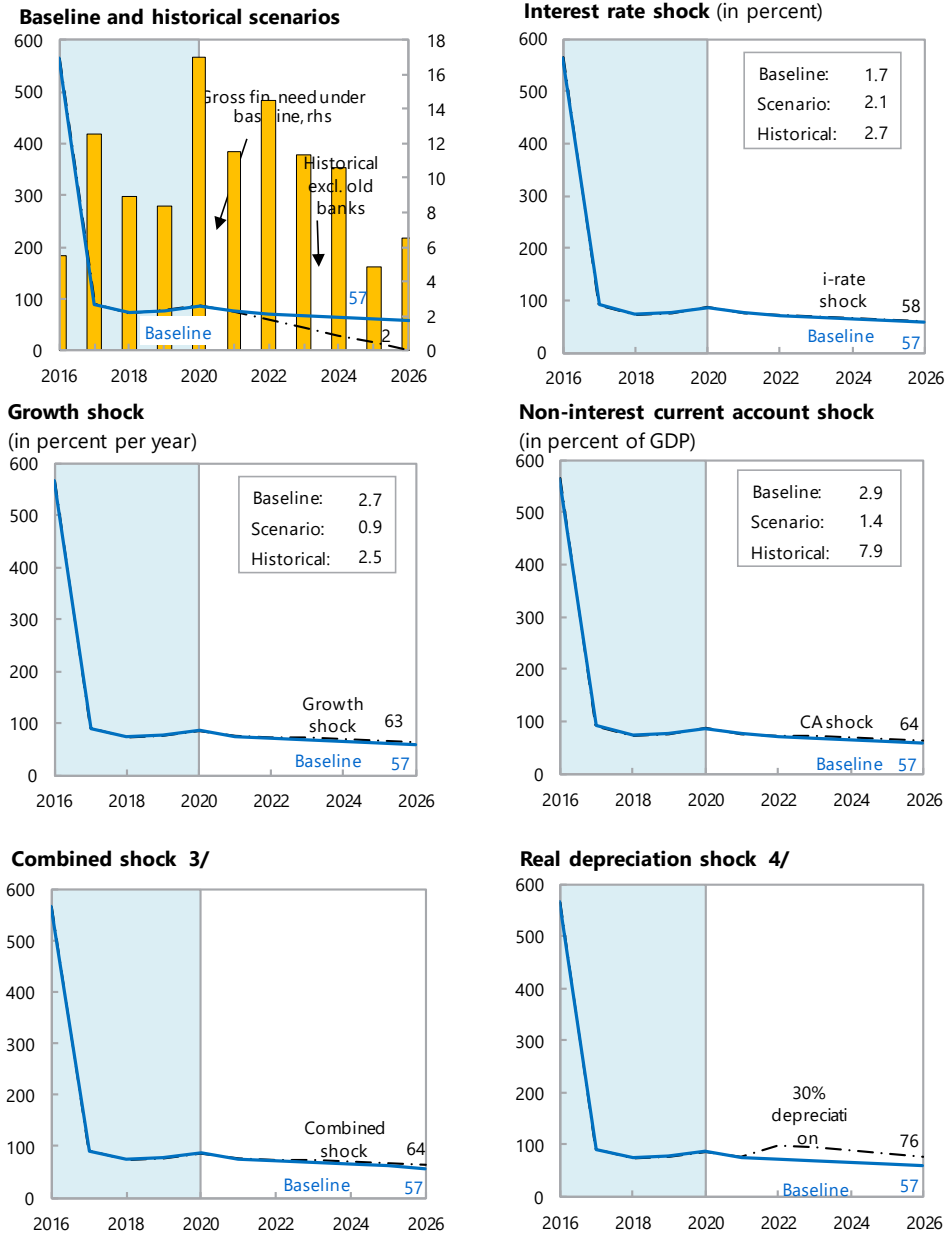 Baseline and historical scenarios
600
500
400
300
200
100
0
18
16
14
12
10
8
6
4
2
0
Gross fin. need under
baseline, rhs
Historical
excl. old
banks
57
Baseline
2
2016 2018 2020 2022 2024 2026
Interest rate shock (in percent)
600
500
400
300
200
100
0
Baseline: 1.7
Scenario: 2.1
Historical: 2.7
i-rate
shock
58
Baseline
57
2016 2018 2020 2022 2024 2026
Growth shock
(in percent per year)
600
500
400
300
200
100
0
Baseline: 2.7
Scenario: 0.9
Historical: 2.5
Growth
shock
63
Baseline
57
2016 2018 2020 2022 2024 2026
Non-interest current account shock
(in percent of GDP)
600
500
400
300
200
100
0
Baseline: 2.9
Scenario: 1.4
Historical: 7.9
CA shock
64
Baseline
57
2016 2018 2020 2022 2024 2026
Combined shock 3/
600
500
400
300
200
100
0
Combined
shock
64
Baseline
57
2016 2018 2020 2022 2024 2026
Real depreciation shock 4/
600
500
400
300
200
100
0
30%
depreciati
on
76
Baseline
57
2016 2018 2020 2022 2024 2026